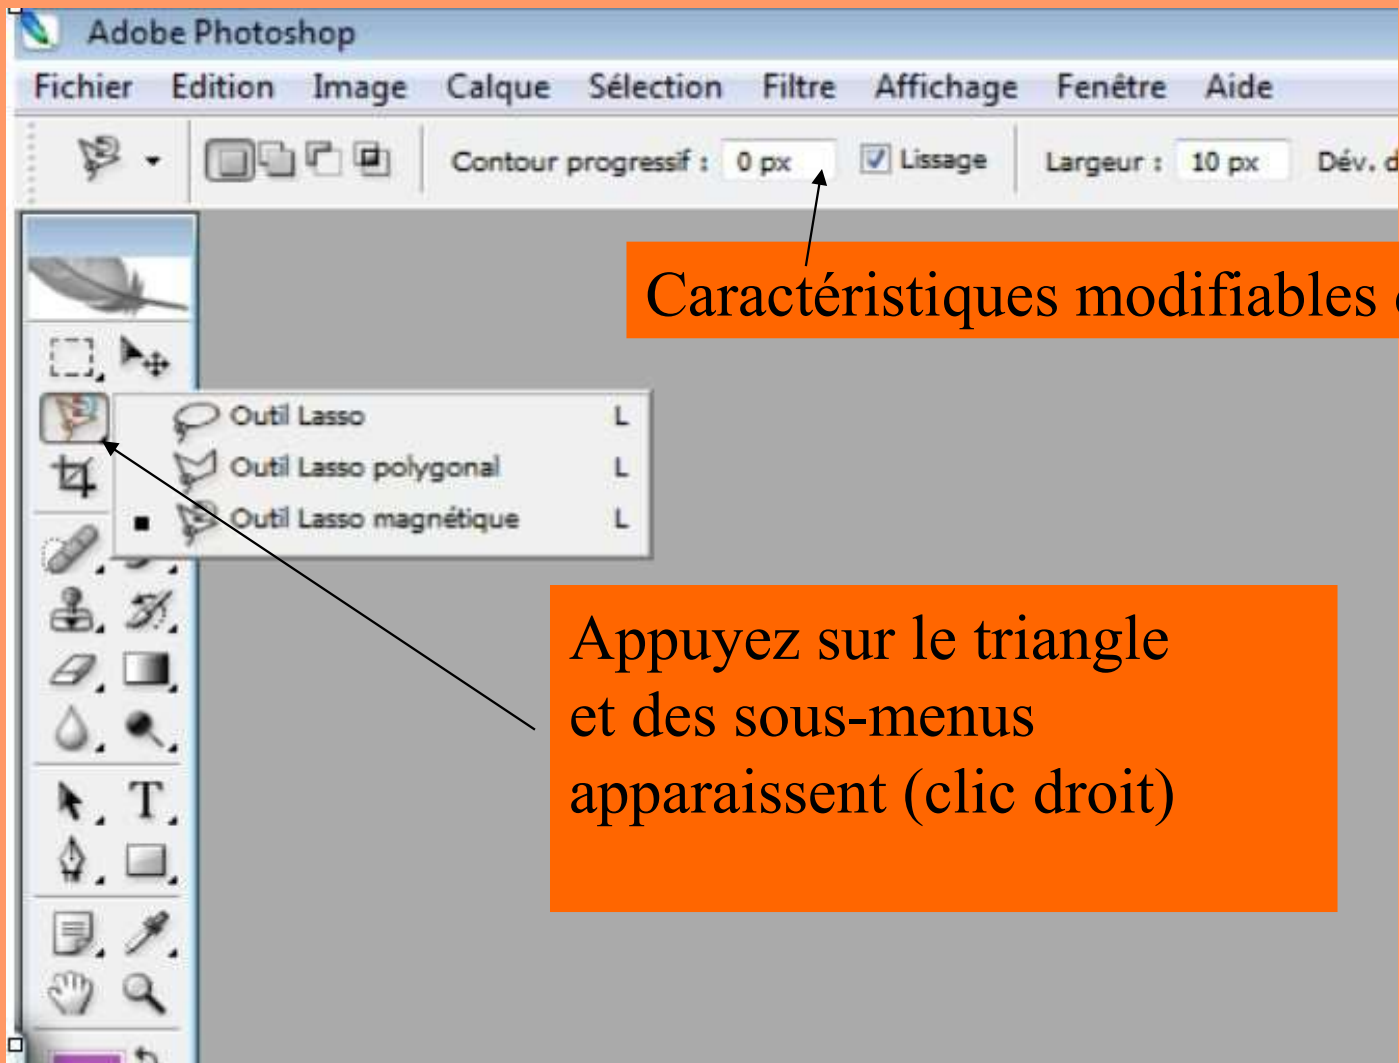 Adobe Photoshop
Fichier Edition Image Calque Sélection Filtre Affichage Fenêtre Aide
Contour progressif : 0 px Lissage Largeur : 10 px Dév. d
Caractéristiques modifiables
Outil Lasso L
Outil Lasso polygonal L
Outil Lasso magnétique L
Appuyez sur le triangle
et des sous-menus
apparaissent (clic droit)